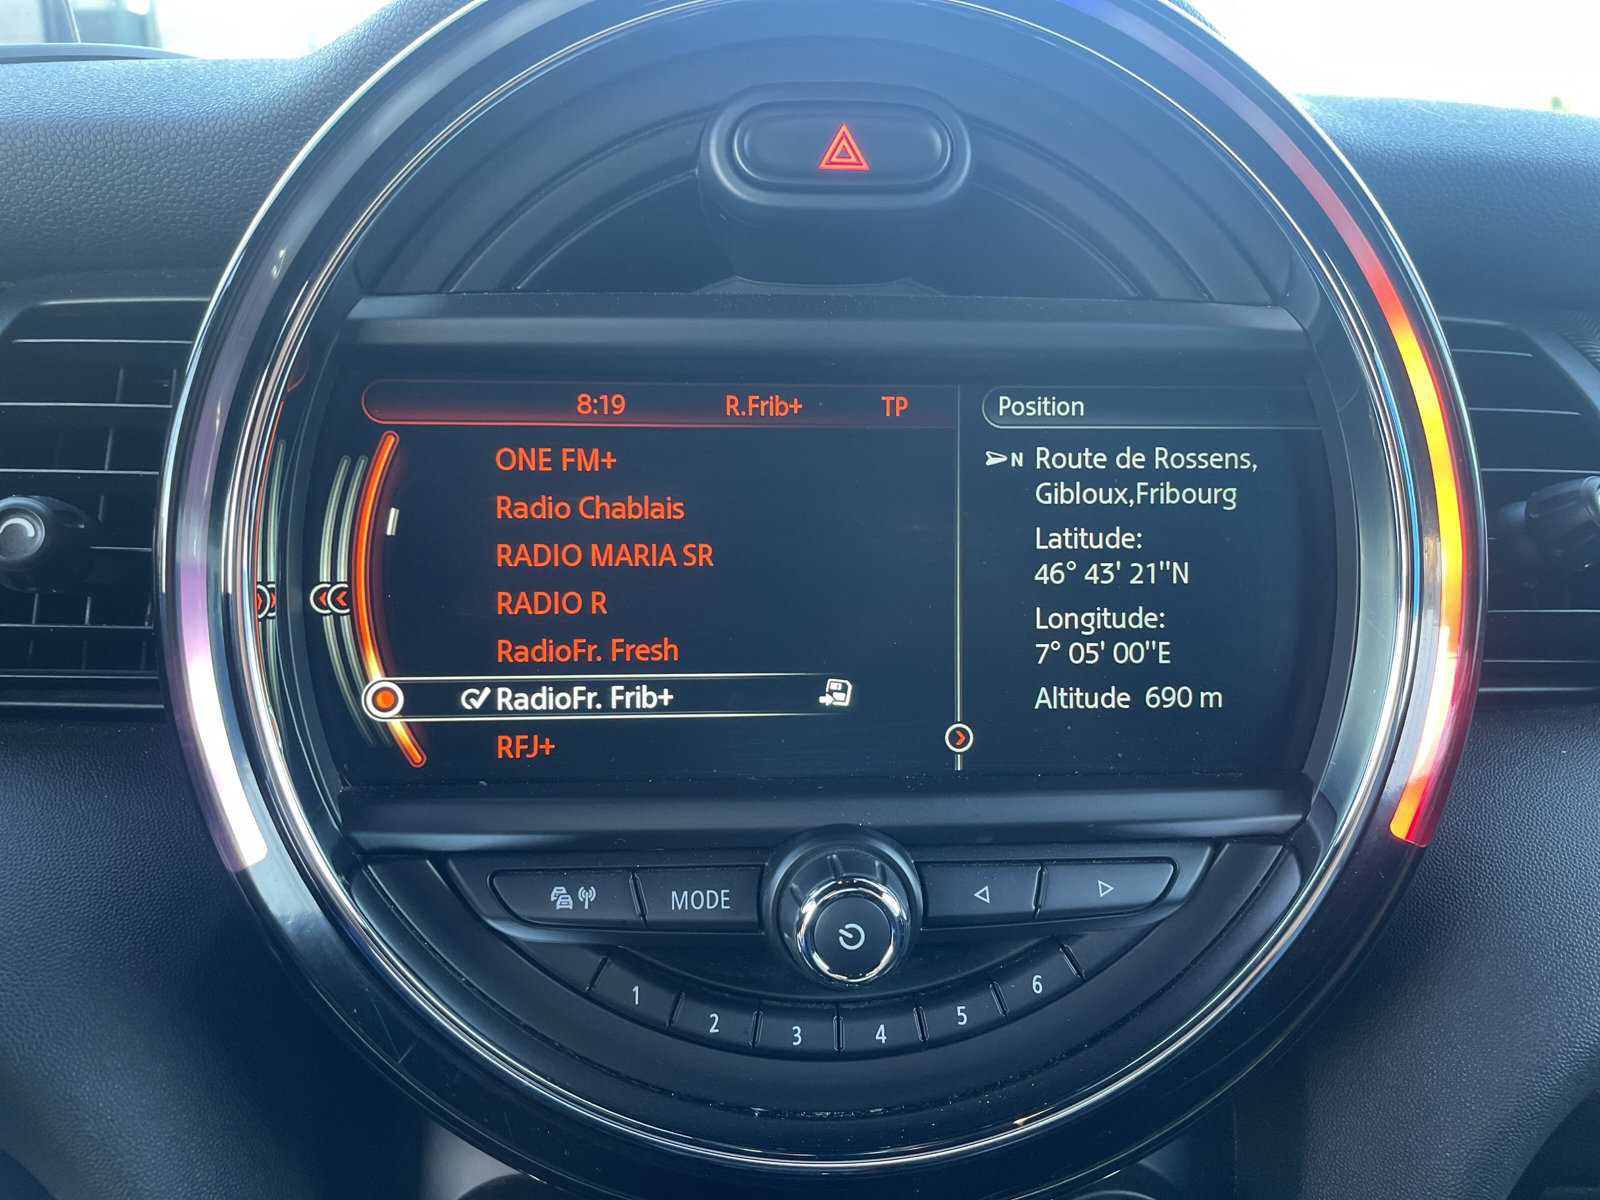 8:19 R.Frib+ TP
ONE FM+
Radio Chablais
RADIO MARIA SR
RADIO R
RadioFr. Fresh
RadioFr. Frib+
RFJ+
Position
N Route de Rossens,
Gibloux,Fribourg
Latitude:
46° 43' 21"N
Longitude:
7° 05' 00"E
Altitude 690 m
MODE
1 2 3 4 5 6